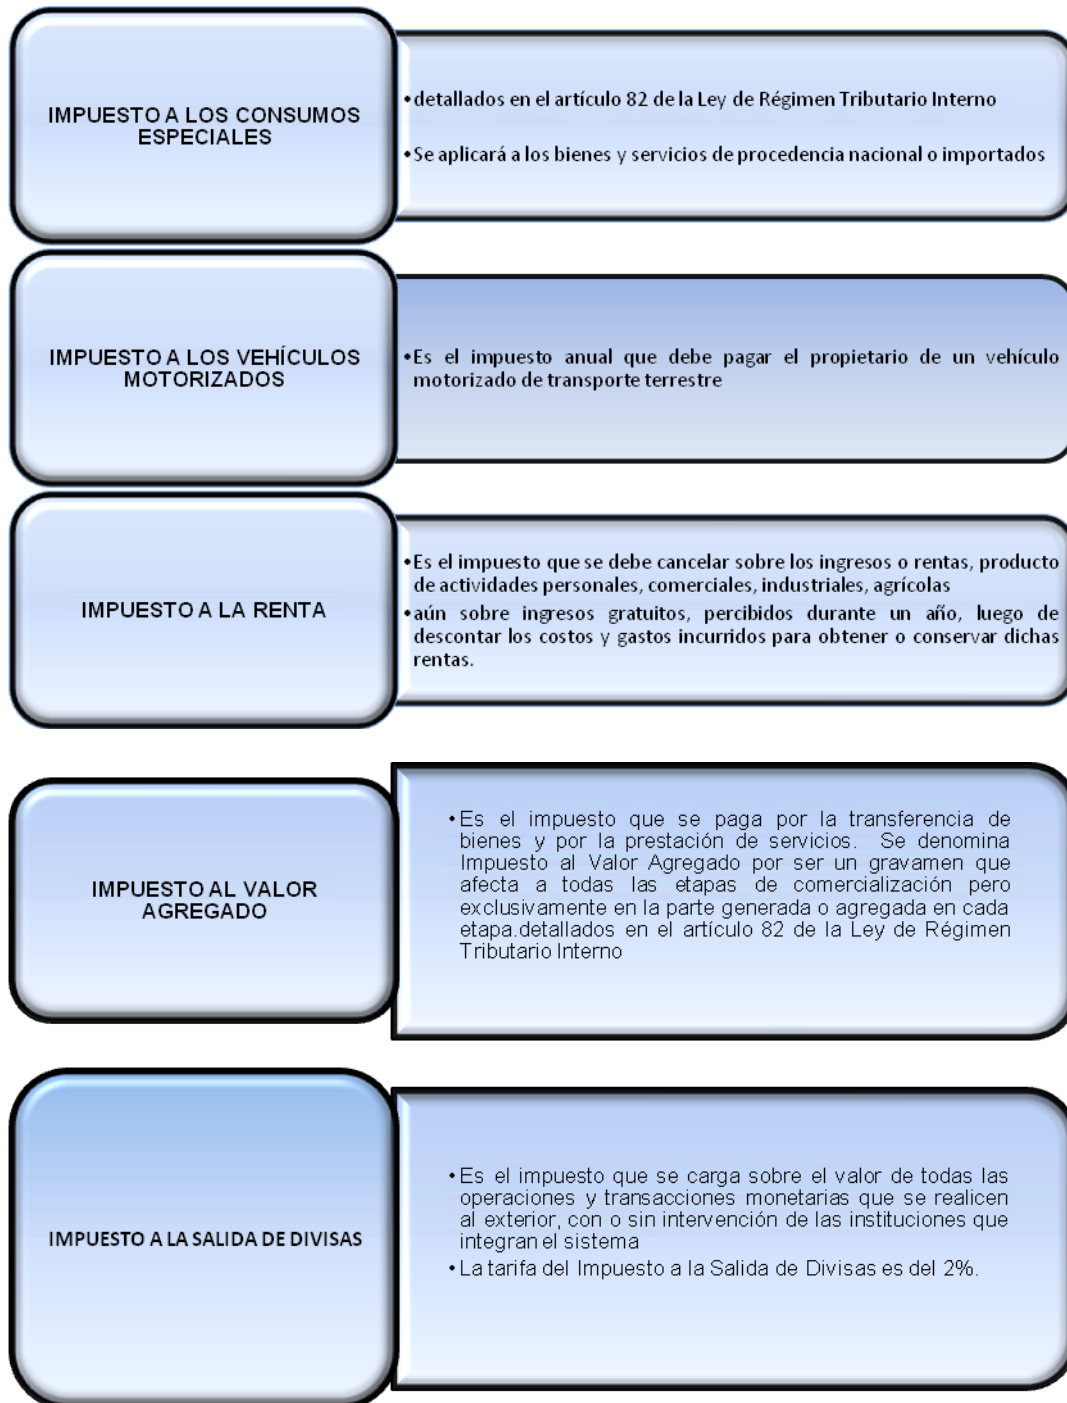 IMPUESTO A LOS CONSUMOS
ESPECIALES
•detallados en el artículo 82 de la Ley de Régimen Tributario Interno
•Se aplicará a los bienes y servicios de procedencia nacional o importados
IMPUESTO A LOS VEHÍCULOS
MOTORIZADOS
•Es el impuesto anual que debe pagar el propietario de un vehículo
motorizado de transporte terrestre
IMPUESTO A LA RENTA
•Es el impuesto que se debe cancelar sobre los ingresos o rentas, producto
de actividades personales, comerciales, industriales, agrícolas
•aún sobre ingresos gratuitos, percibidos durante un año, luego de
descontar los costos y gastos incurridos para obtener o conservar dichas
rentas.
IMPUESTO AL VALOR
AGREGADO
•Es el impuesto que se paga por la transferencia de
bienes y por la prestación de servicios. Se denomina
Impuesto al Valor Agregado por ser un gravamen que
afecta a todas las etapas de comercialización pero
exclusivamente en la parte generada o agregada en cada
etapa.detallados en el artículo 82 de la Ley de Régimen
Tributario Interno
IMPUESTO A LA SALIDA DE DIVISAS
•Es el impuesto que se carga sobre el valor de todas las
operaciones y transacciones monetarias que se realicen
al exterior, con o sin intervención de las instituciones que
integran el sistema
•La tarifa del Impuesto a la Salida de Divisas es del 2%.